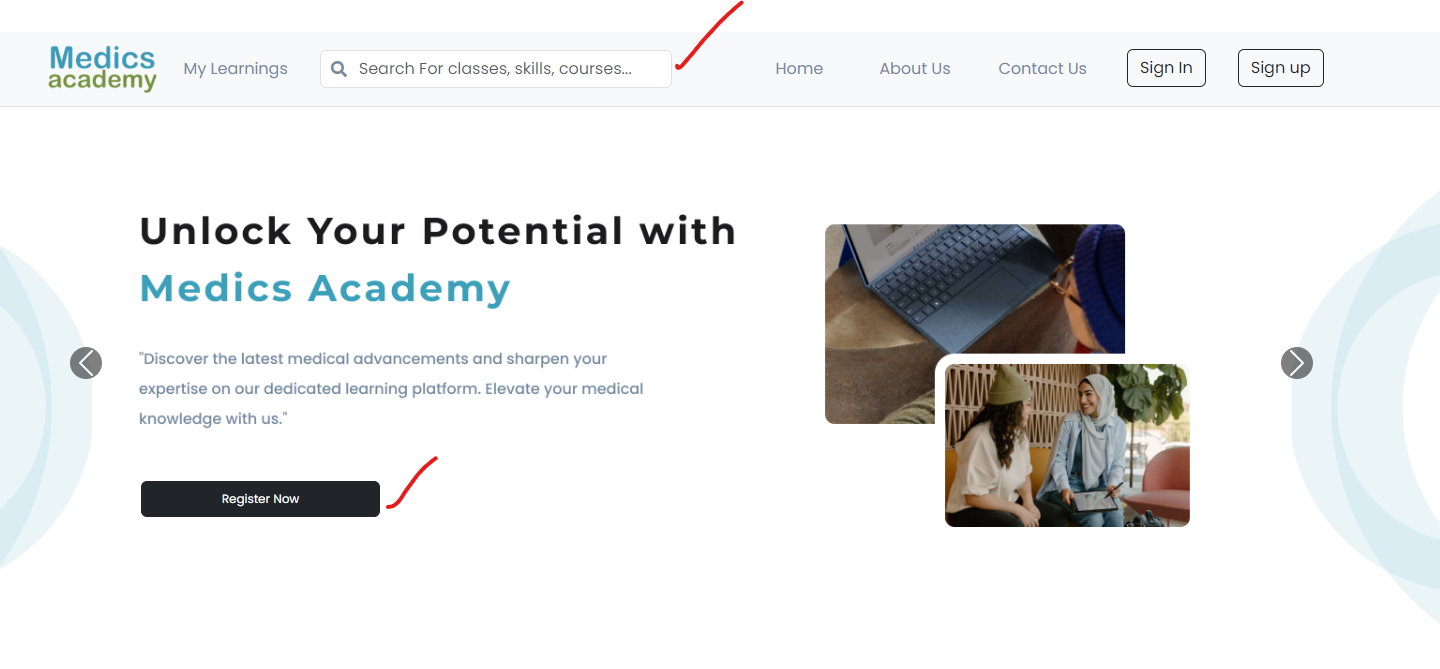 Medics
academy
My Learnings
Search For classes, skills, courses...
Home
About Us
Contact Us
Sign In
Sign up
Unlock Your Potential with
Medics Academy
"Discover the latest medical advancements and sharpen your
expertise on our dedicated learning platform. Elevate your medical
knowledge with us."
Register Now